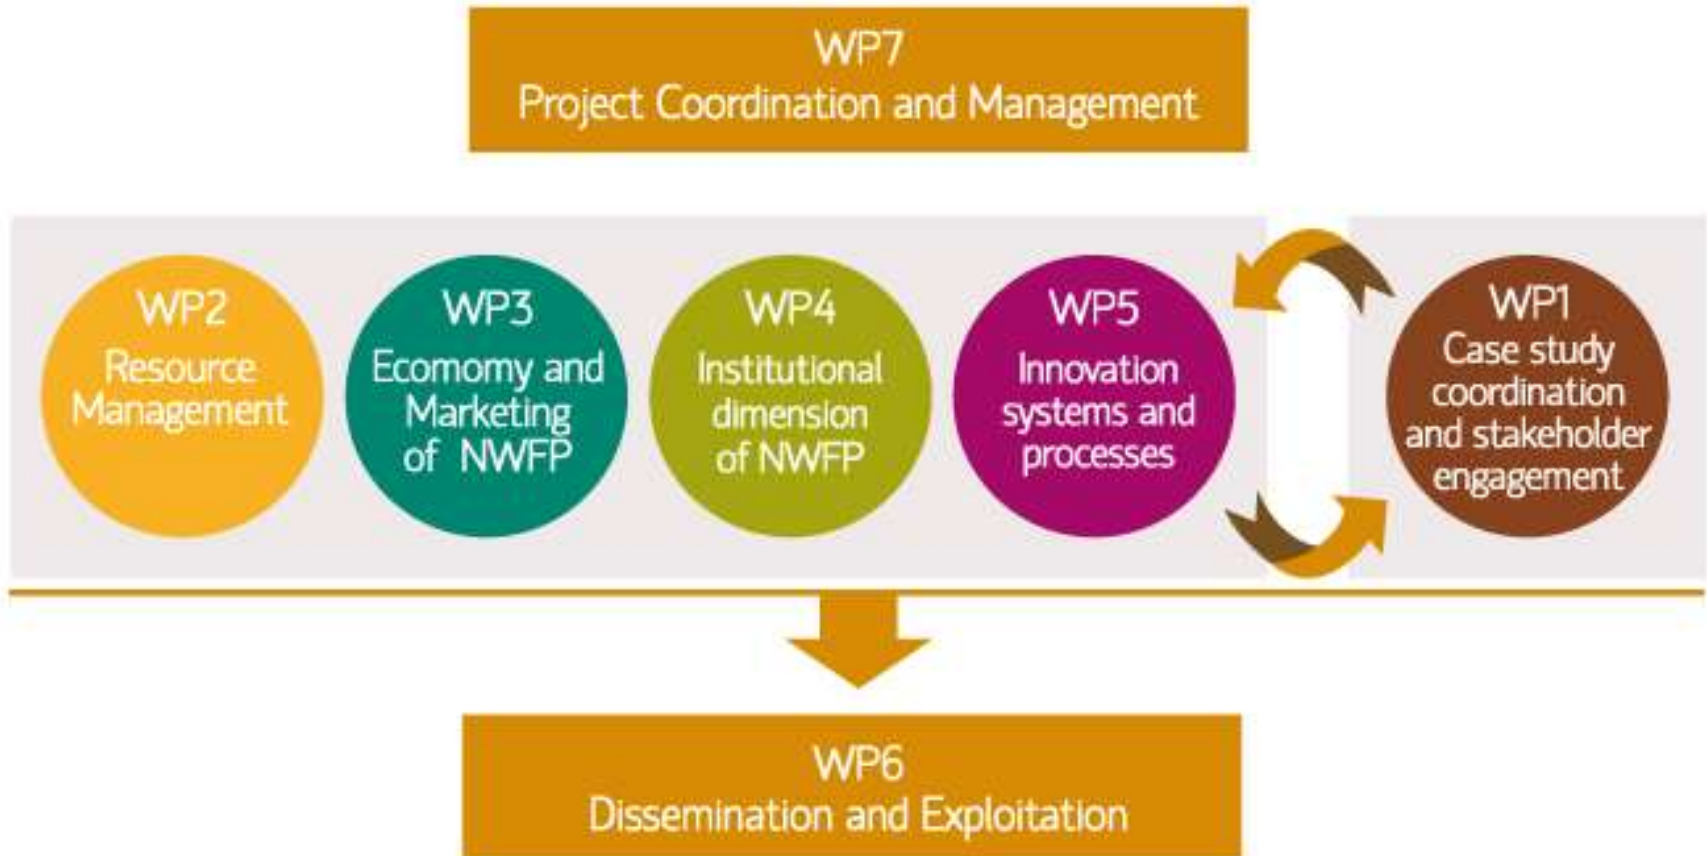 WP7
Project Coordination and Management
WP2
Resource
Management
WP3
Ecomomy and
Marketing
of NWFP
WP4
Institutional
dimension
of NWFP
WP5
Innovation
systems and
processes
WP1
Case study
coordination
and stakeholder
engagement
WP6
Dissemination and Exploitation